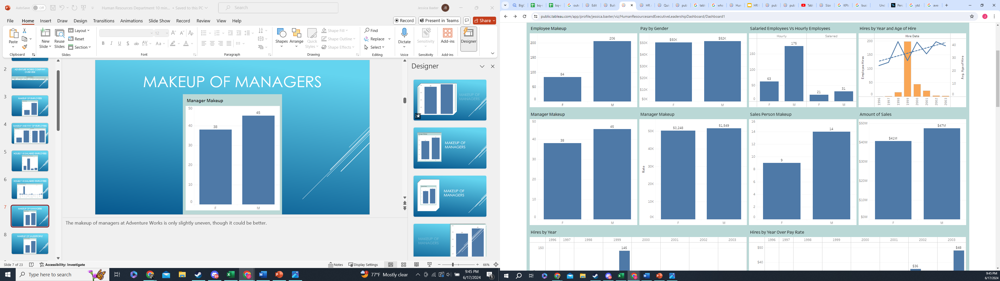 AutoSave Off Human Resources Department 10 min... • Saved to this PC Search Jessica Baxter JB
File Home Insert Draw Design Transitions Animations Slide Show Record Review View Help Record Present in Teams Share
Paste
New Slide
Reuse Slides
Layout
Reset
Section
12
Shapes Arrange Quick Styles
Shape Fill
Shape Outline
Shape Effects
Find
Replace
Select
Dictate
Sensitivity
Add-ins
Designer
Clipboard Slides Font Paragraph Drawing Editing Voice Sensitivity Add-ins
2
ADVENTURE WORKS COMPANY OVERVIEW
3
MAKEUP OF EMPLOYEES
4
MAKEUP AND PAY OF EMPLOYEES
5
HOURLY VS SALARIED EMPLOYEES
6
HOURLY VS SALARIED EMPLOYEES
7
MAKEUP OF MANAGERS
8
MAKEUP OF SALESPEOPLE
MAKEUP OF MANAGERS
Manager Makeup
50
45
40
38
30
20
10
0
F M
The makeup of managers at Adventure Works is only slightly uneven, though it could be better.
Designer
MAKEUP OF MANAGERS
MAKEUP OF MANAGERS
MAKEUP OF MANAGERS
MAKEUP OF MANAGERS
Slide 7 of 23 Accessibility: Investigate Notes Display Settings 66%
Type here to search 77°F Mostly clear 9:45 PM
6/17/2024
public.tableau.com/app/profile/jessica.baxter/viz/HumanResourcesandExecutiveLeadershipDashboard/Dashboard1
Employee Makeup
200
150
100
50
0
84
206
F M
Pay by Gender
$50K
$40K
$30K
$20K
$10K
$0K
$50K
$52K
F M
Salaried Employees Vs Hourly Employees
Hourly Salaried
150
100
50
0
63
175
21
31
F M F M
Hires by Year and Age of Hire
Hire Date
200
150
100
50
0
Employee Hires
40
30
20
10
0
Avg. Age of Hire
1996 1997 1998 1999 2000 2001 2002 2003
Manager Makeup
50
40
30
20
10
0
38
45
F M
Manager Makeup
50K
40K
30K
20K
10K
0K
Rate
50,248
51,549
F M
Sales Person Makeup
16
14
12
10
8
6
4
2
0
9
14
F M
Amount of Sales
$50M
$40M
$30M
$20M
$10M
$0M
$41M
$47M
F M
Hires by Year
1996 1997 1998 1999 2000 2001 2002 2003
150
145
Hires by Year Over Pay Rate
1996 1997 1998 1999 2000 2001 2002 2003
$50
$40
$36
$48
9:45 PM
6/17/2024